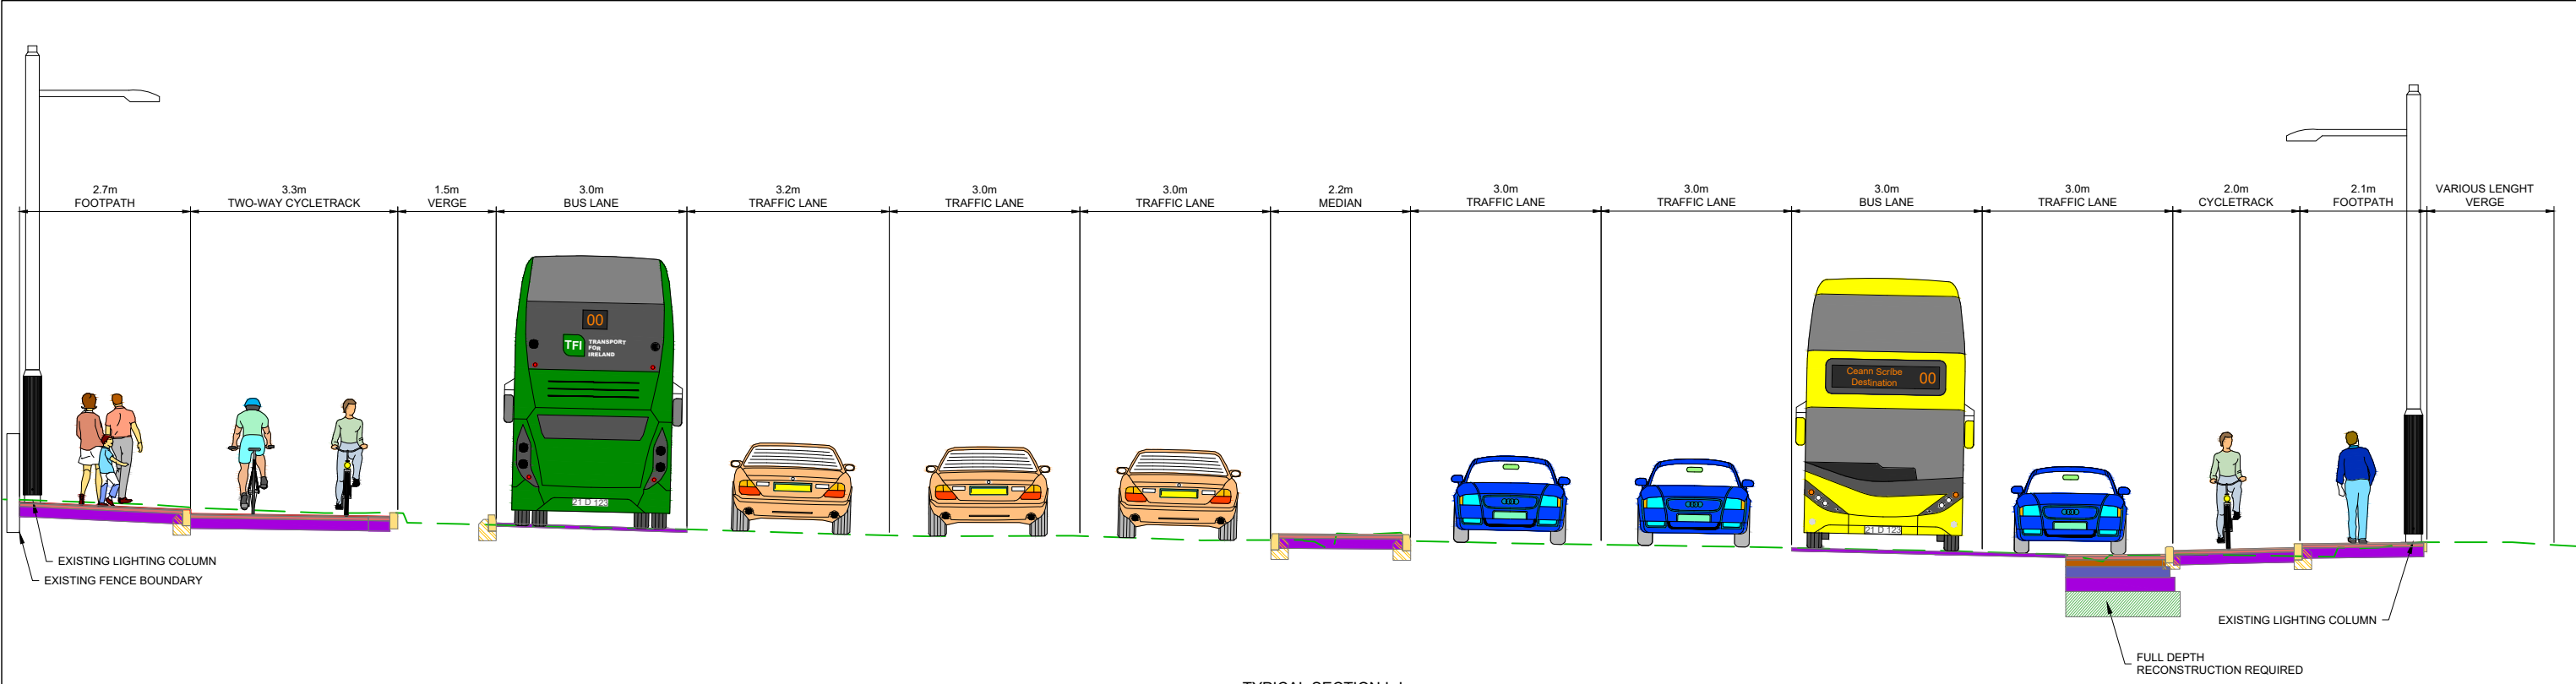 2.7m
FOOTPATH
3.3m
TWO-WAY CYCLETRACK
1.5m
VERGE
3.0m
BUS LANE
3.2m
TRAFFIC LANE
3.0m
TRAFFIC LANE
3.0m
TRAFFIC LANE
2.2m
MEDIAN
3.0m
TRAFFIC LANE
3.0m
TRAFFIC LANE
3.0m
BUS LANE
3.0m
TRAFFIC LANE
2.0m
CYCLETRACK
2.1m
FOOTPATH
VARIOUS LENGHT
VERGE
00
TFI
TRANSPORT
FOR
IRELAND
21 D 123
Ceann Scribe
Destination
00
21 D 123
EXISTING LIGHTING COLUMN
EXISTING FENCE BOUNDARY
EXISTING LIGHTING COLUMN
FULL DEPTH
RECONSTRUCTION REQUIRED
TYPICAL SECTION